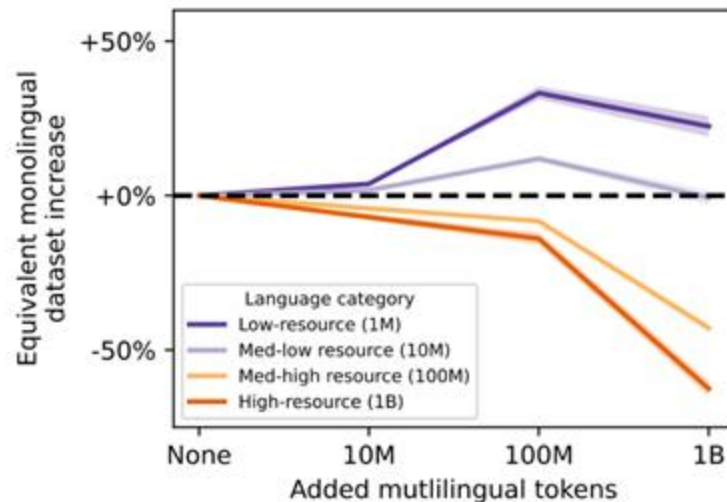 +50%
+0%
-50%
Equivalent monolingual
dataset increase
Language category
Low-resource (1M)
Med-low resource (10M)
Med-high resource (100M)
High-resource (1B)
None 10M 100M 1B
Added mutlilingual tokens